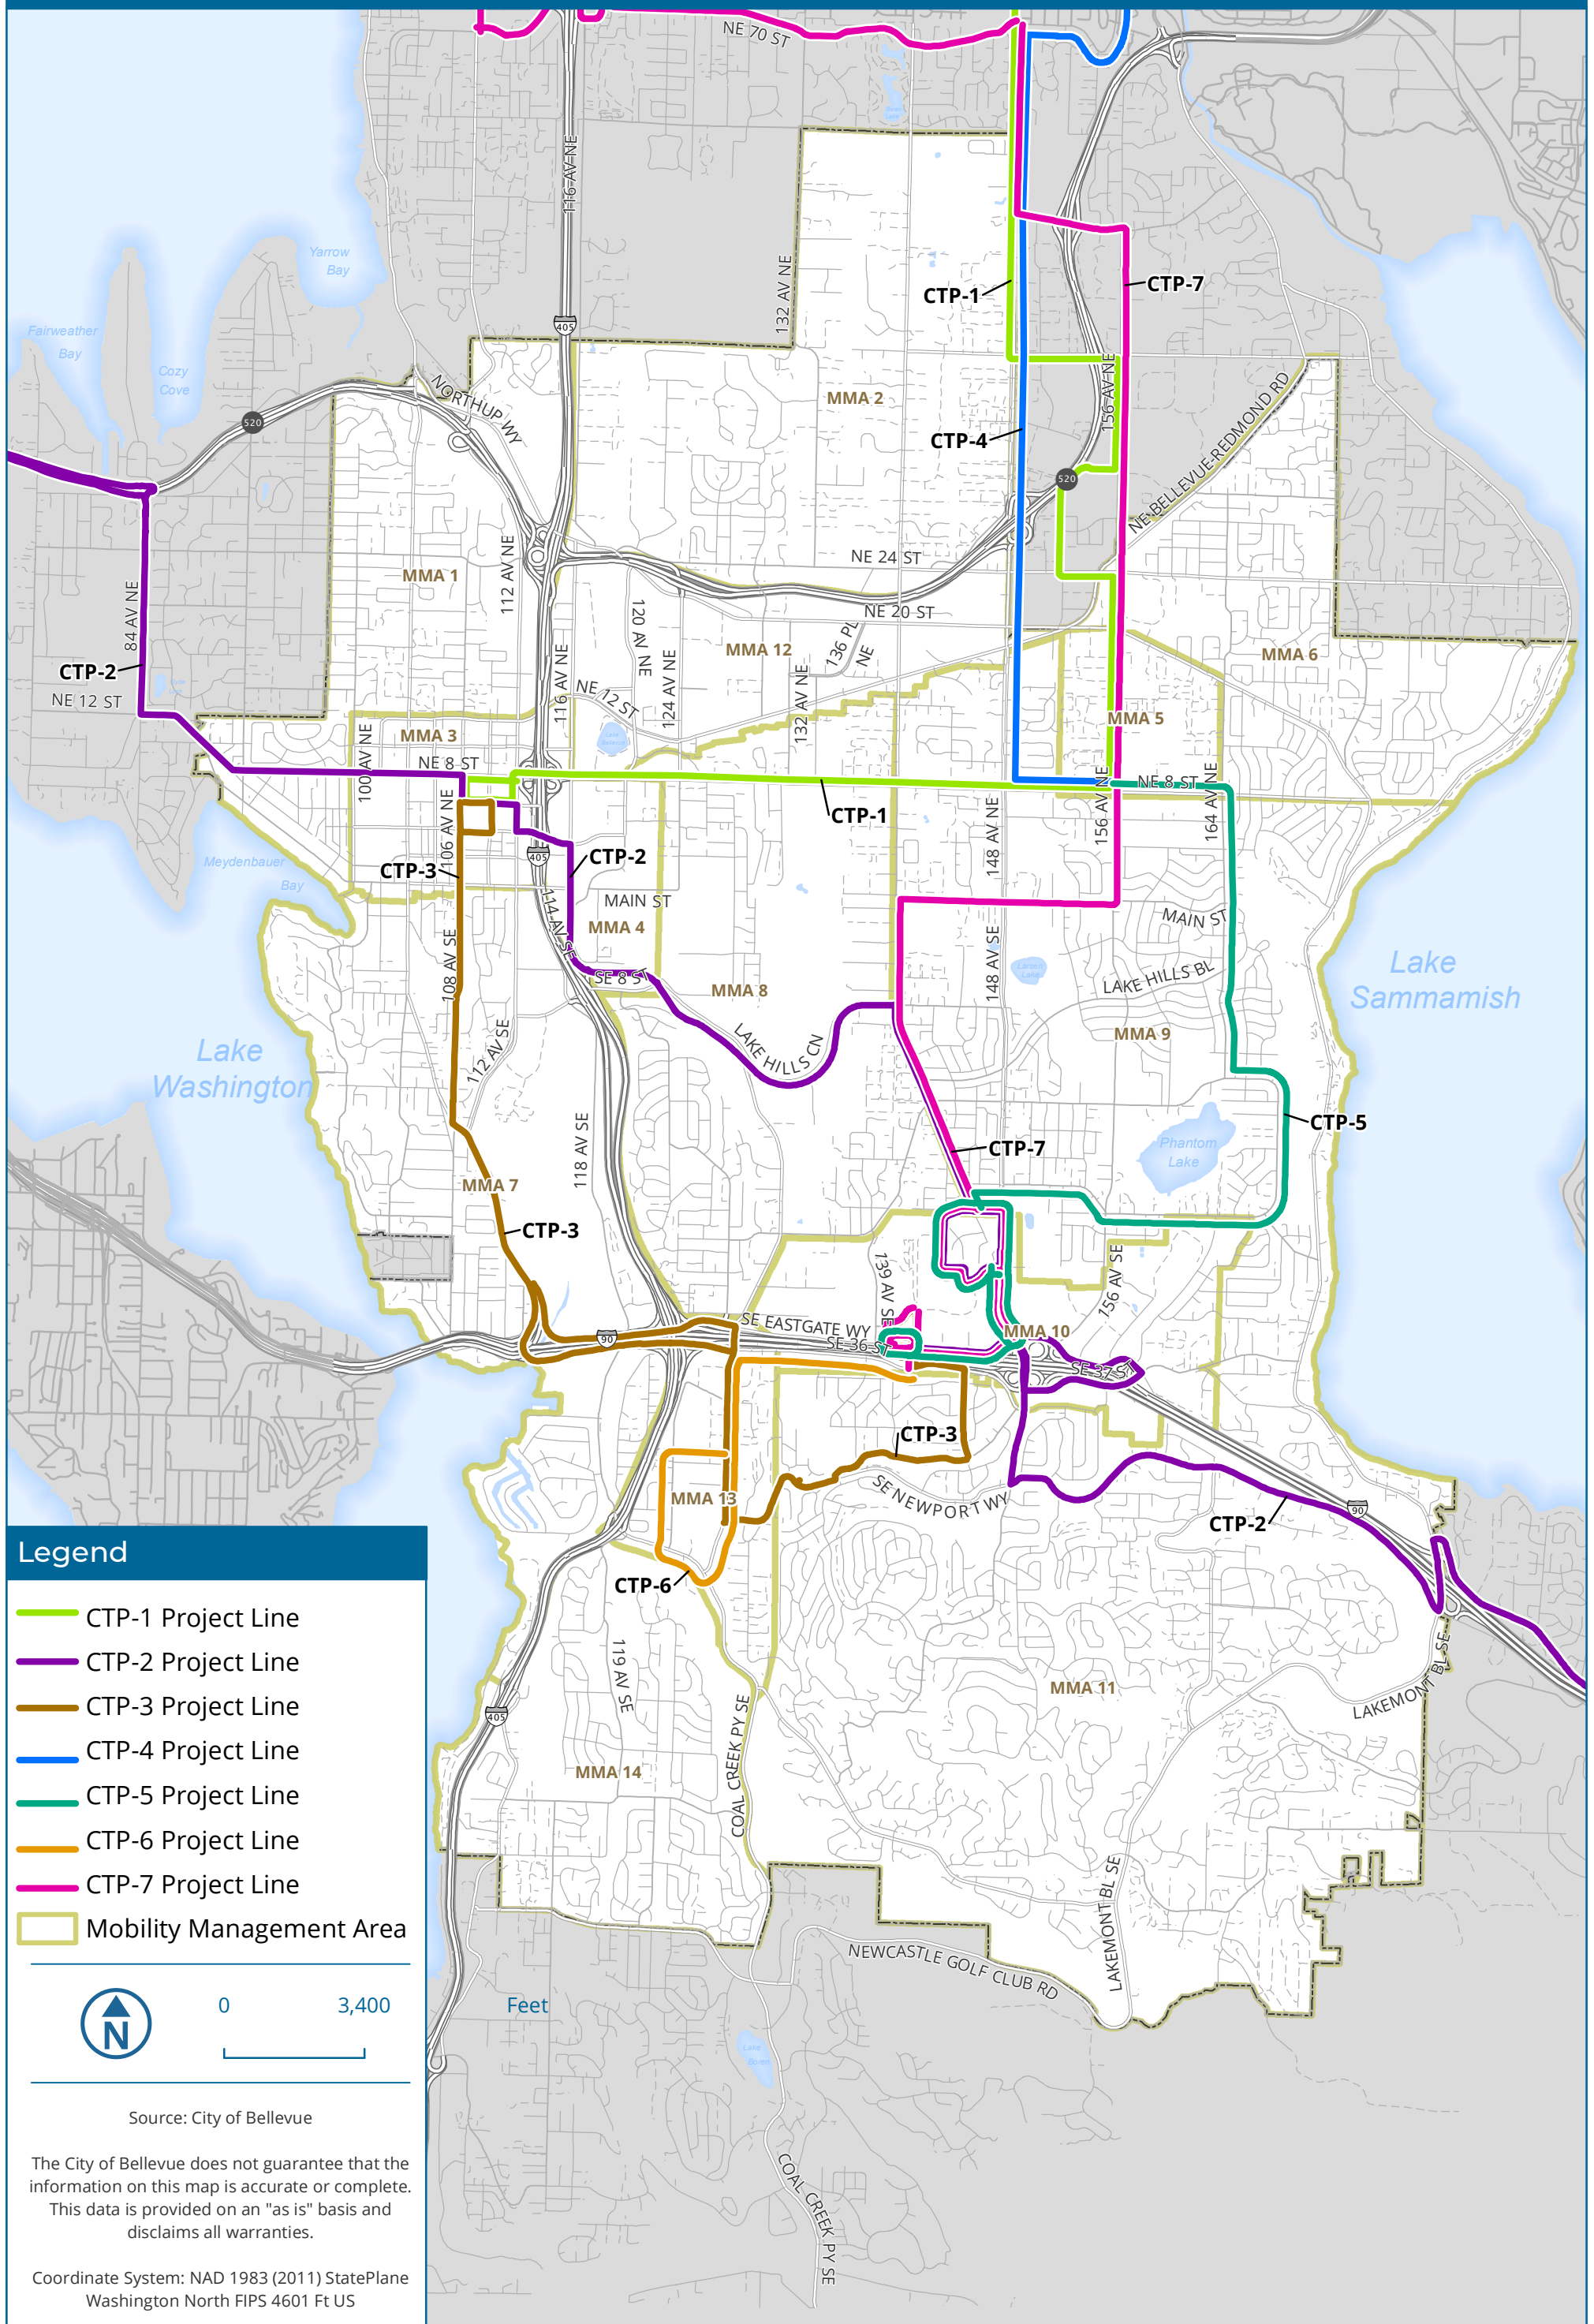 NE 70 ST
116 AV NE
132 AV NE
Yarrow
Bay
Fairweather
Bay
Cozy
Cove
405
CTP-1
CTP-7
156 AV NE
NORTHUP WY
MMA 2
520
CTP-4
520
NE BELLEVUE-REDMOND RD
NE 24 ST
112 AV NE
MMA 1
84 AV NE
120 AV NE
NE 20 ST
136 PL
NE
MMA 12
MMA 6
CTP-2
NE 12 ST
116 AV NE
NE 12 ST
124 AV NE
132 AV NE
MMA 5
100 AV NE
MMA 3
NE 8 ST
NE 8 ST
156 AV NE
164 AV NE
148 AV NE
CTP-1
106 AV NE
Meydenbauer
Bay
CTP-3
405
CTP-2
MAIN ST
MAIN ST
114 AV SE
MMA 4
108 AV SE
148 AV SE
Larsen
Lake
LAKE HILLS BL
SE 8 ST
MMA 8
Lake
Sammamish
Lake
Washington
112 AV SE
LAKE HILLS CN
MMA 9
CTP-5
118 AV SE
CTP-7
Phantom
Lake
MMA 7
CTP-3
139 AV SE
156 AV SE
SE EASTGATE WY
90
SE 36 ST
MMA 10
SE 37 ST
CTP-3
SE NEWPORT WY
MMA 13
CTP-2
90
CTP-6
119 AV SE
LAKEMONT BL SE
MMA 11
405
COAL CREEK PY SE
MMA 14
LAKEMONT BL SE
NEWCASTLE GOLF CLUB RD
Lake
Boren
COAL CREEK PY SE
Legend
CTP-1 Project Line
CTP-2 Project Line
CTP-3 Project Line
CTP-4 Project Line
CTP-5 Project Line
CTP-6 Project Line
CTP-7 Project Line
Mobility Management Area
N
0 3,400 Feet
Source: City of Bellevue
The City of Bellevue does not guarantee that the
information on this map is accurate or complete.
This data is provided on an "as is" basis and
disclaims all warranties.
Coordinate System: NAD 1983 (2011) StatePlane
Washington North FIPS 4601 Ft US